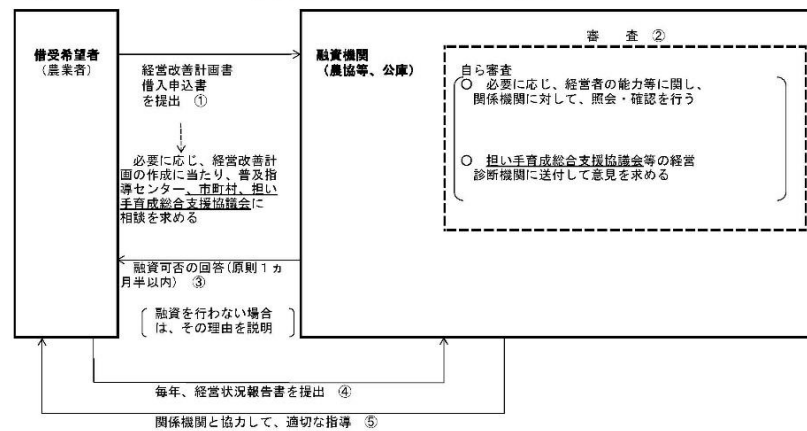 借受希望者
（農業者）
経営改善計画書
借入申込書
を提出　①
必要に応じ、経営改善計
画の作成に当たり、普及指
導センター、市町村、担い
手育成総合支援協議会に
相談を求める
融資可否の回答(原則１ヵ
月半以内)　③
融資を行わない場合
は、その理由を説明
融資機関
（農協等、公庫）
審　査　②
自ら審査
○　必要に応じ、経営者の能力等に関し、
関係機関に対して、照会・確認を行う
○　担い手育成総合支援協議会等の経営
診断機関に送付して意見を求める
毎年、経営状況報告書を提出　④
関係機関と協力して、適切な指導　⑤